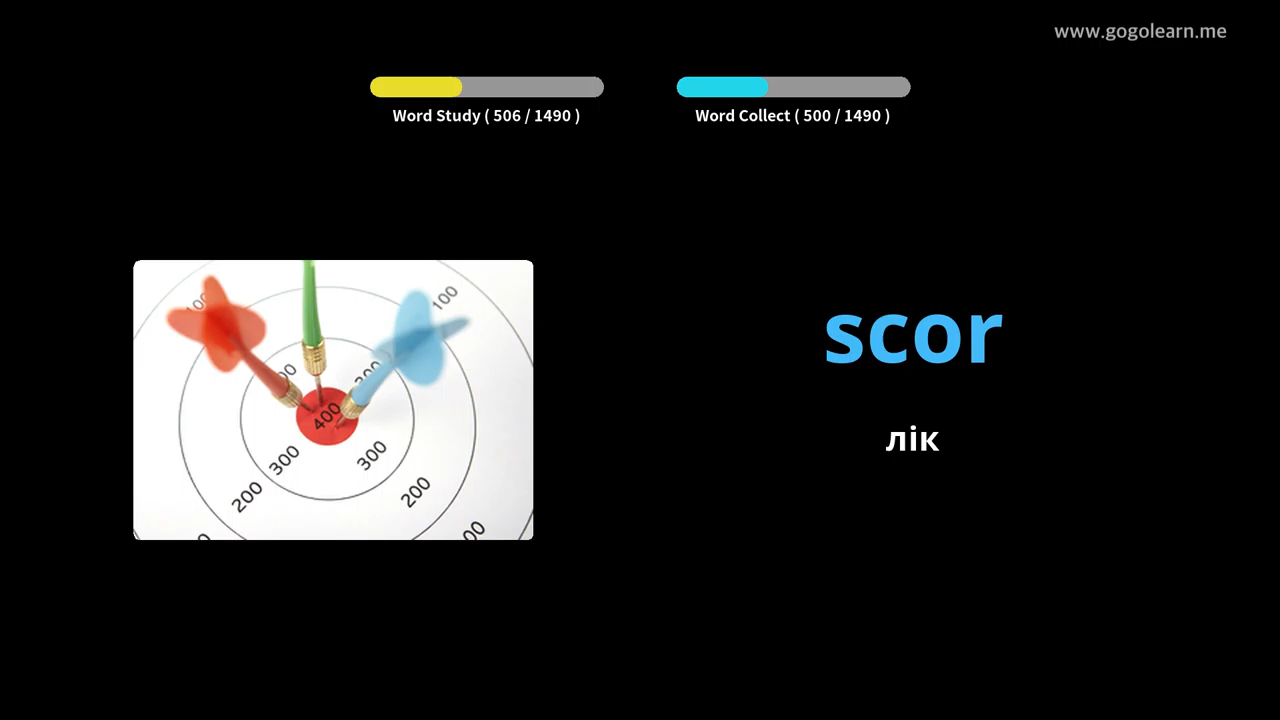 www.gogolearn.me
Word Study ( 506 / 1490 )
Word Collect ( 500 / 1490 )
100
100
400
300
300
200
200
scor
лік